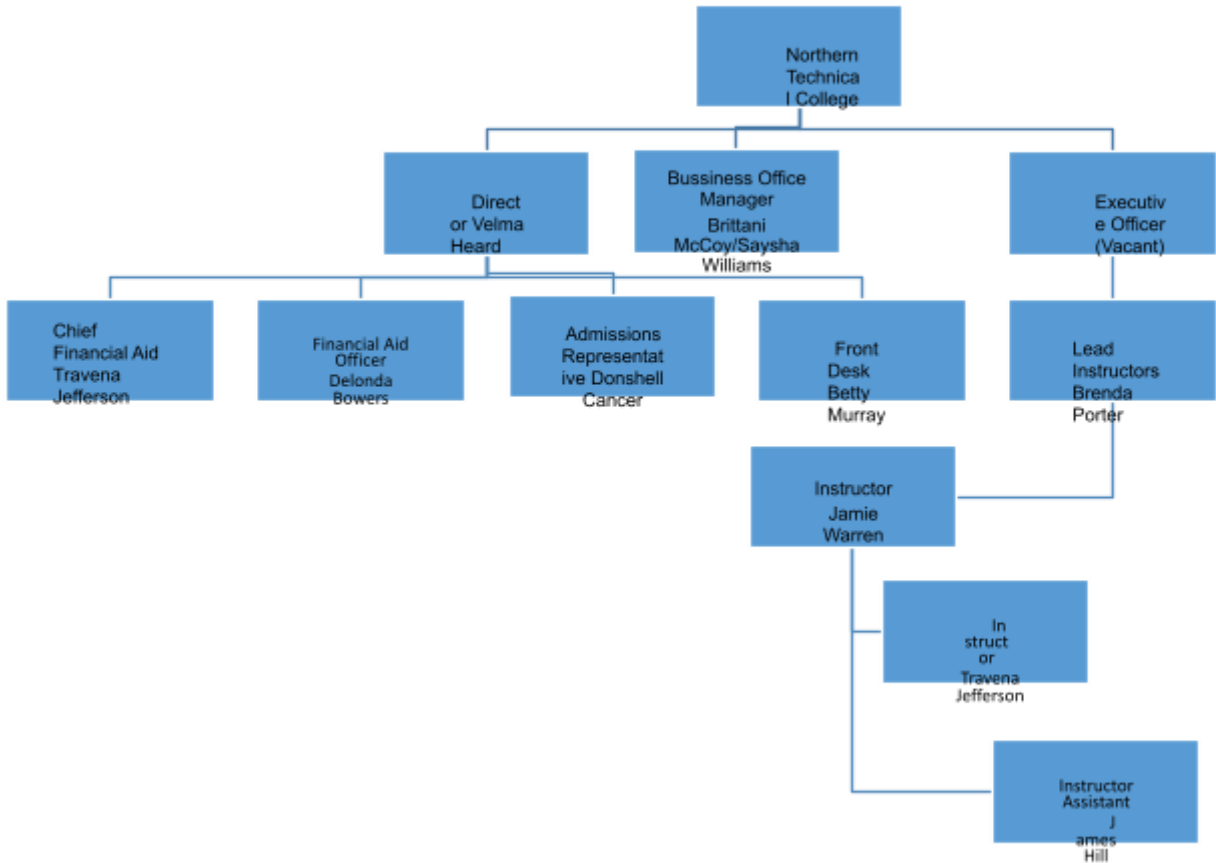 Northern
Technica
l College
Direct
or Velma
Heard
Bussiness Office
Manager
Brittani
McCoy/Saysha
Williams
Executiv
e Officer
(Vacant)
Chief
Financial Aid
Travena
Jefferson
Financial Aid
Officer
Delonda
Bowers
Admissions
Representat
ive Donshell
Cancer
Front
Desk
Betty
Murray
Lead
Instructors
Brenda
Porter
Instructor
Jamie
Warren
In
struct
or
Travena
Jefferson
Instructor
Assistant
J
ames
Hill